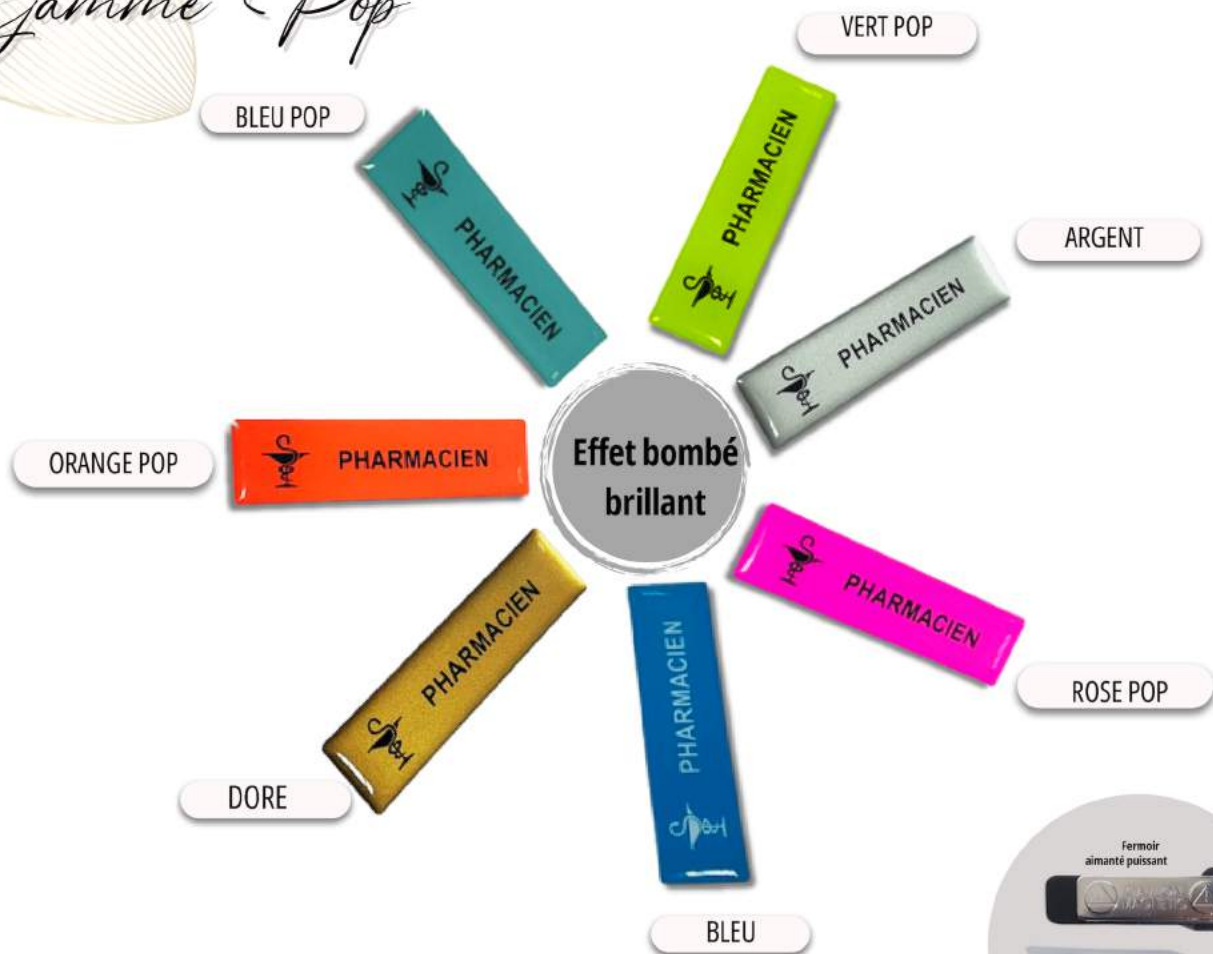 Gamme - Pop
VERT POP
BLEU POP
PHARMACIEN
PHARMACIEN
ARGENT
PHARMACIEN
ORANGE POP
PHARMACIEN
Effet bombé
brillant
PHARMACIEN
ROSE POP
PHARMACIEN
PHARMACIEN
DORE
BLEU
Fermoir
aimanté puissant